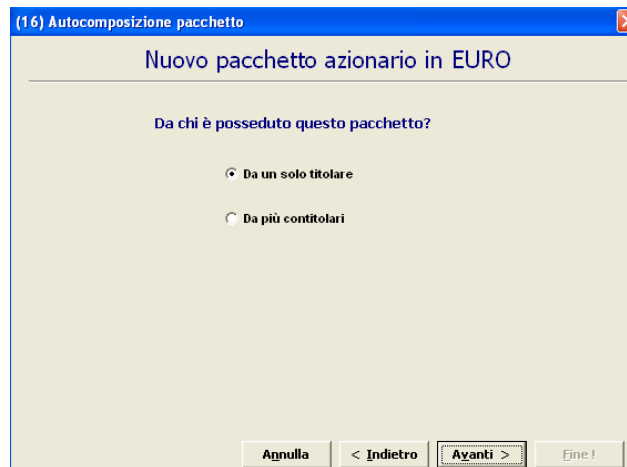 (16) Autocomposizione pacchetto
Nuovo pacchetto azionario in EURO
Da chi è posseduto questo pacchetto?
Da un solo titolare
Da più contitolari
Annulla
< Indietro
Avanti >
Fine !